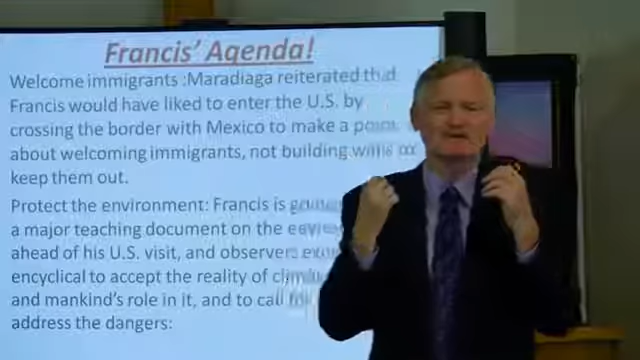 Francis' Agenda!
Welcome immigrants :Maradiaga reiterated that
Francis would have liked to enter the U.S. by
crossing the border with Mexico to make a point
about welcoming immigrants, not building walls to
keep them out.
Protect the environment: Francis is
a major teaching document on the
ahead of his U.S. visit, and observers
encyclical to accept the reality of
and mankind's role in it, and to call for
address the dangers: